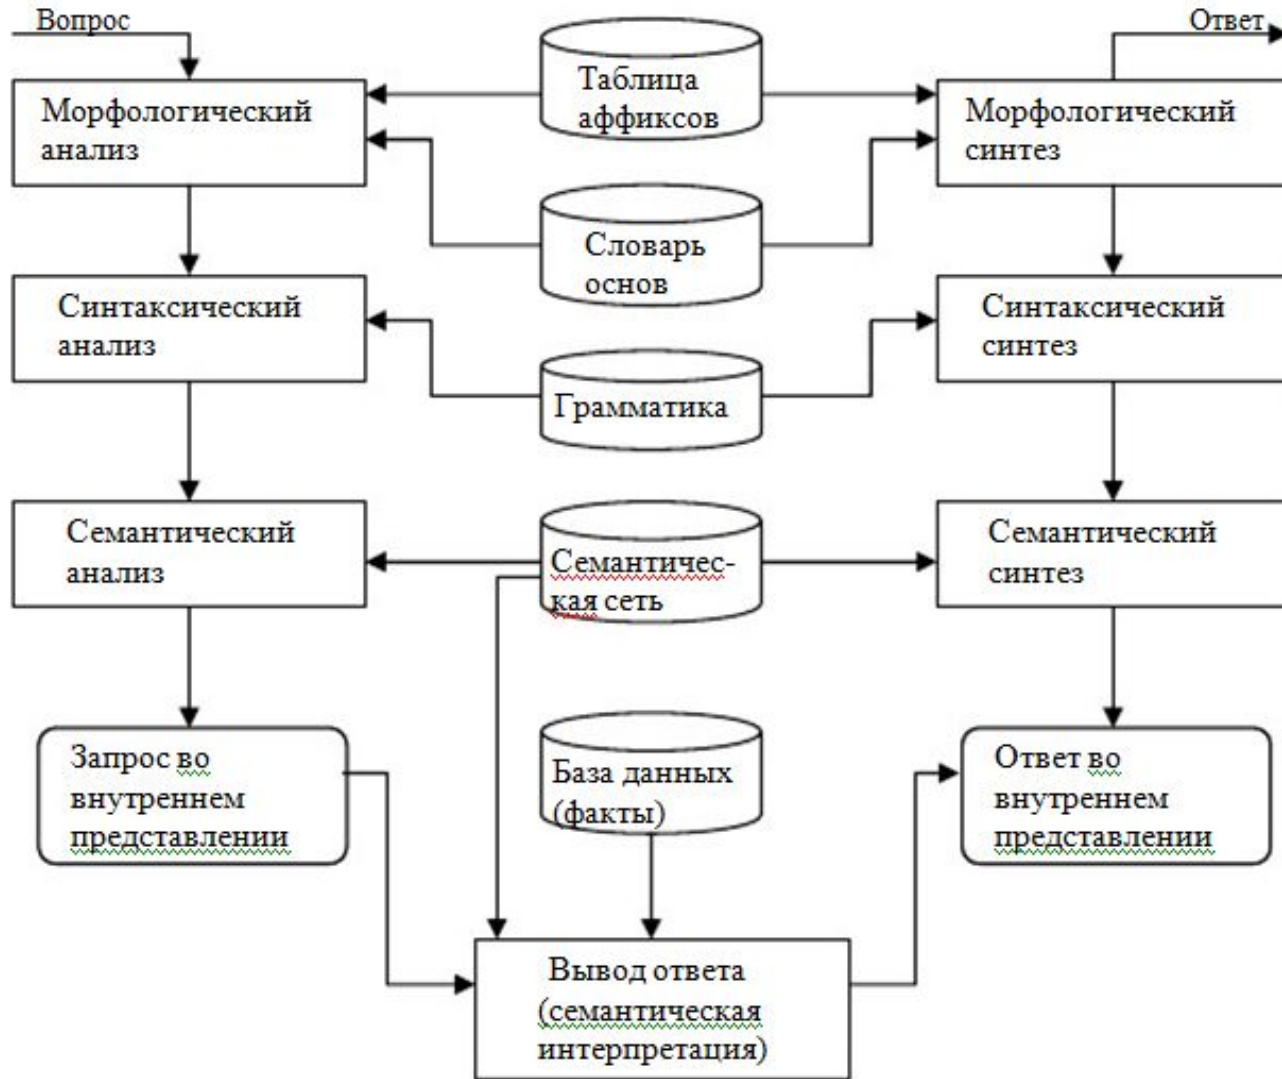 Вопрос
Ответ
Таблица
аффиксов
Морфологический
анализ
Морфологический
синтез
Словарь
основ
Синтаксический
анализ
Синтаксический
синтез
Грамматика
Семантический
анализ
Семантичес-
кая сеть
Семантический
синтез
Запрос во
внутреннем
представлении
База данных
(факты)
Ответ во
внутреннем
представлении
Вывод ответа
(семантическая
интерпретация)